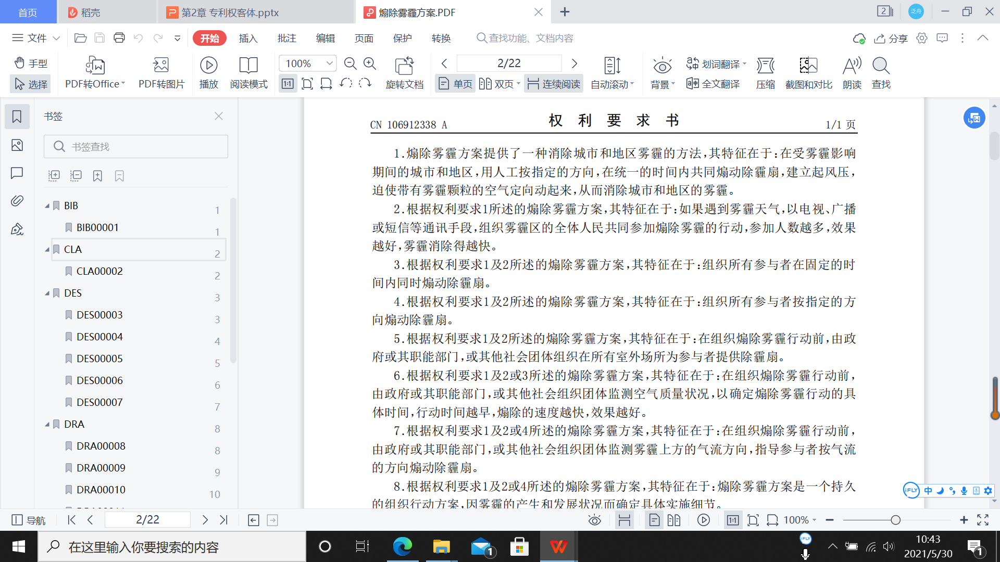 首页
稻壳
第2章 专利权客体.pptx
煽除雾霾方案.PDF
2
泛舟
文件
开始
插入
批注
编辑
页面
保护
转换
查找功能、文档内容
分享
手型
选择
PDF转Office
PDF转图片
播放
阅读模式
100%
旋转文档
2/22
单页
双页
连续阅读
自动滚动
背景
划词翻译
全文翻译
压缩
截图和对比
朗读
查找
书签
书签查找
BIB 1
BIB00001 1
CLA 2
CLA00002 2
DES 3
DES00003 3
DES00004 4
DES00005 5
DES00006 6
DES00007 7
DRA 8
DRA00008 8
DRA00009 9
DRA00010 10
CN 106912338 A
权 利 要 求 书
1/1 页
1.煽除雾霾方案提供了一种消除城市和地区雾霾的方法,其特征在于:在受雾霾影响
期间的城市和地区,用人工按指定的方向,在统一的时间内共同煽动除霾扇,建立起风压,
迫使带有雾霾颗粒的空气定向动起来,从而消除城市和地区的雾霾。
2.根据权利要求1所述的煽除雾霾方案,其特征在于:如果遇到雾霾天气,以电视、广播
或短信等通讯手段,组织雾霾区的全体人民共同参加煽除雾霾的行动,参加人数越多,效果
越好,雾霾消除得越快。
3.根据权利要求1及2所述的煽除雾霾方案,其特征在于:组织所有参与者在固定的时
间内同时煽动除霾扇。
4.根据权利要求1及2所述的煽除雾霾方案,其特征在于:组织所有参与者按指定的方
向煽动除霾扇。
5.根据权利要求1及2所述的煽除雾霾方案,其特征在于:在组织煽除雾霾行动前,由政
府或其职能部门,或其他社会团体组织在所有室外场所为参与者提供除霾扇。
6.根据权利要求1及2或3所述的煽除雾霾方案,其特征在于:在组织煽除雾霾行动前,
由政府或其职能部门,或其他社会组织团体监测空气质量状况,以确定煽除雾霾行动的具
体时间,行动时间越早,煽除的速度越快,效果越好。
7.根据权利要求1及2或4所述的煽除雾霾方案,其特征在于:在组织煽除雾霾行动前,
由政府或其职能部门,或其他社会组织团体监测雾霾上方的气流方向,指导参与者按气流
的方向煽动除霾扇。
8.根据权利要求1及2或4所述的煽除雾霾方案,其特征在于:煽除雾霾方案是一个持久
的组织行动方案,因雾霾的产生和发展状况而确定具体实施细节。
iFLY 中
导航
2/22
1:1
100%
在这里输入你要搜索的内容
1
iFLY
10:43
2021/5/30
1